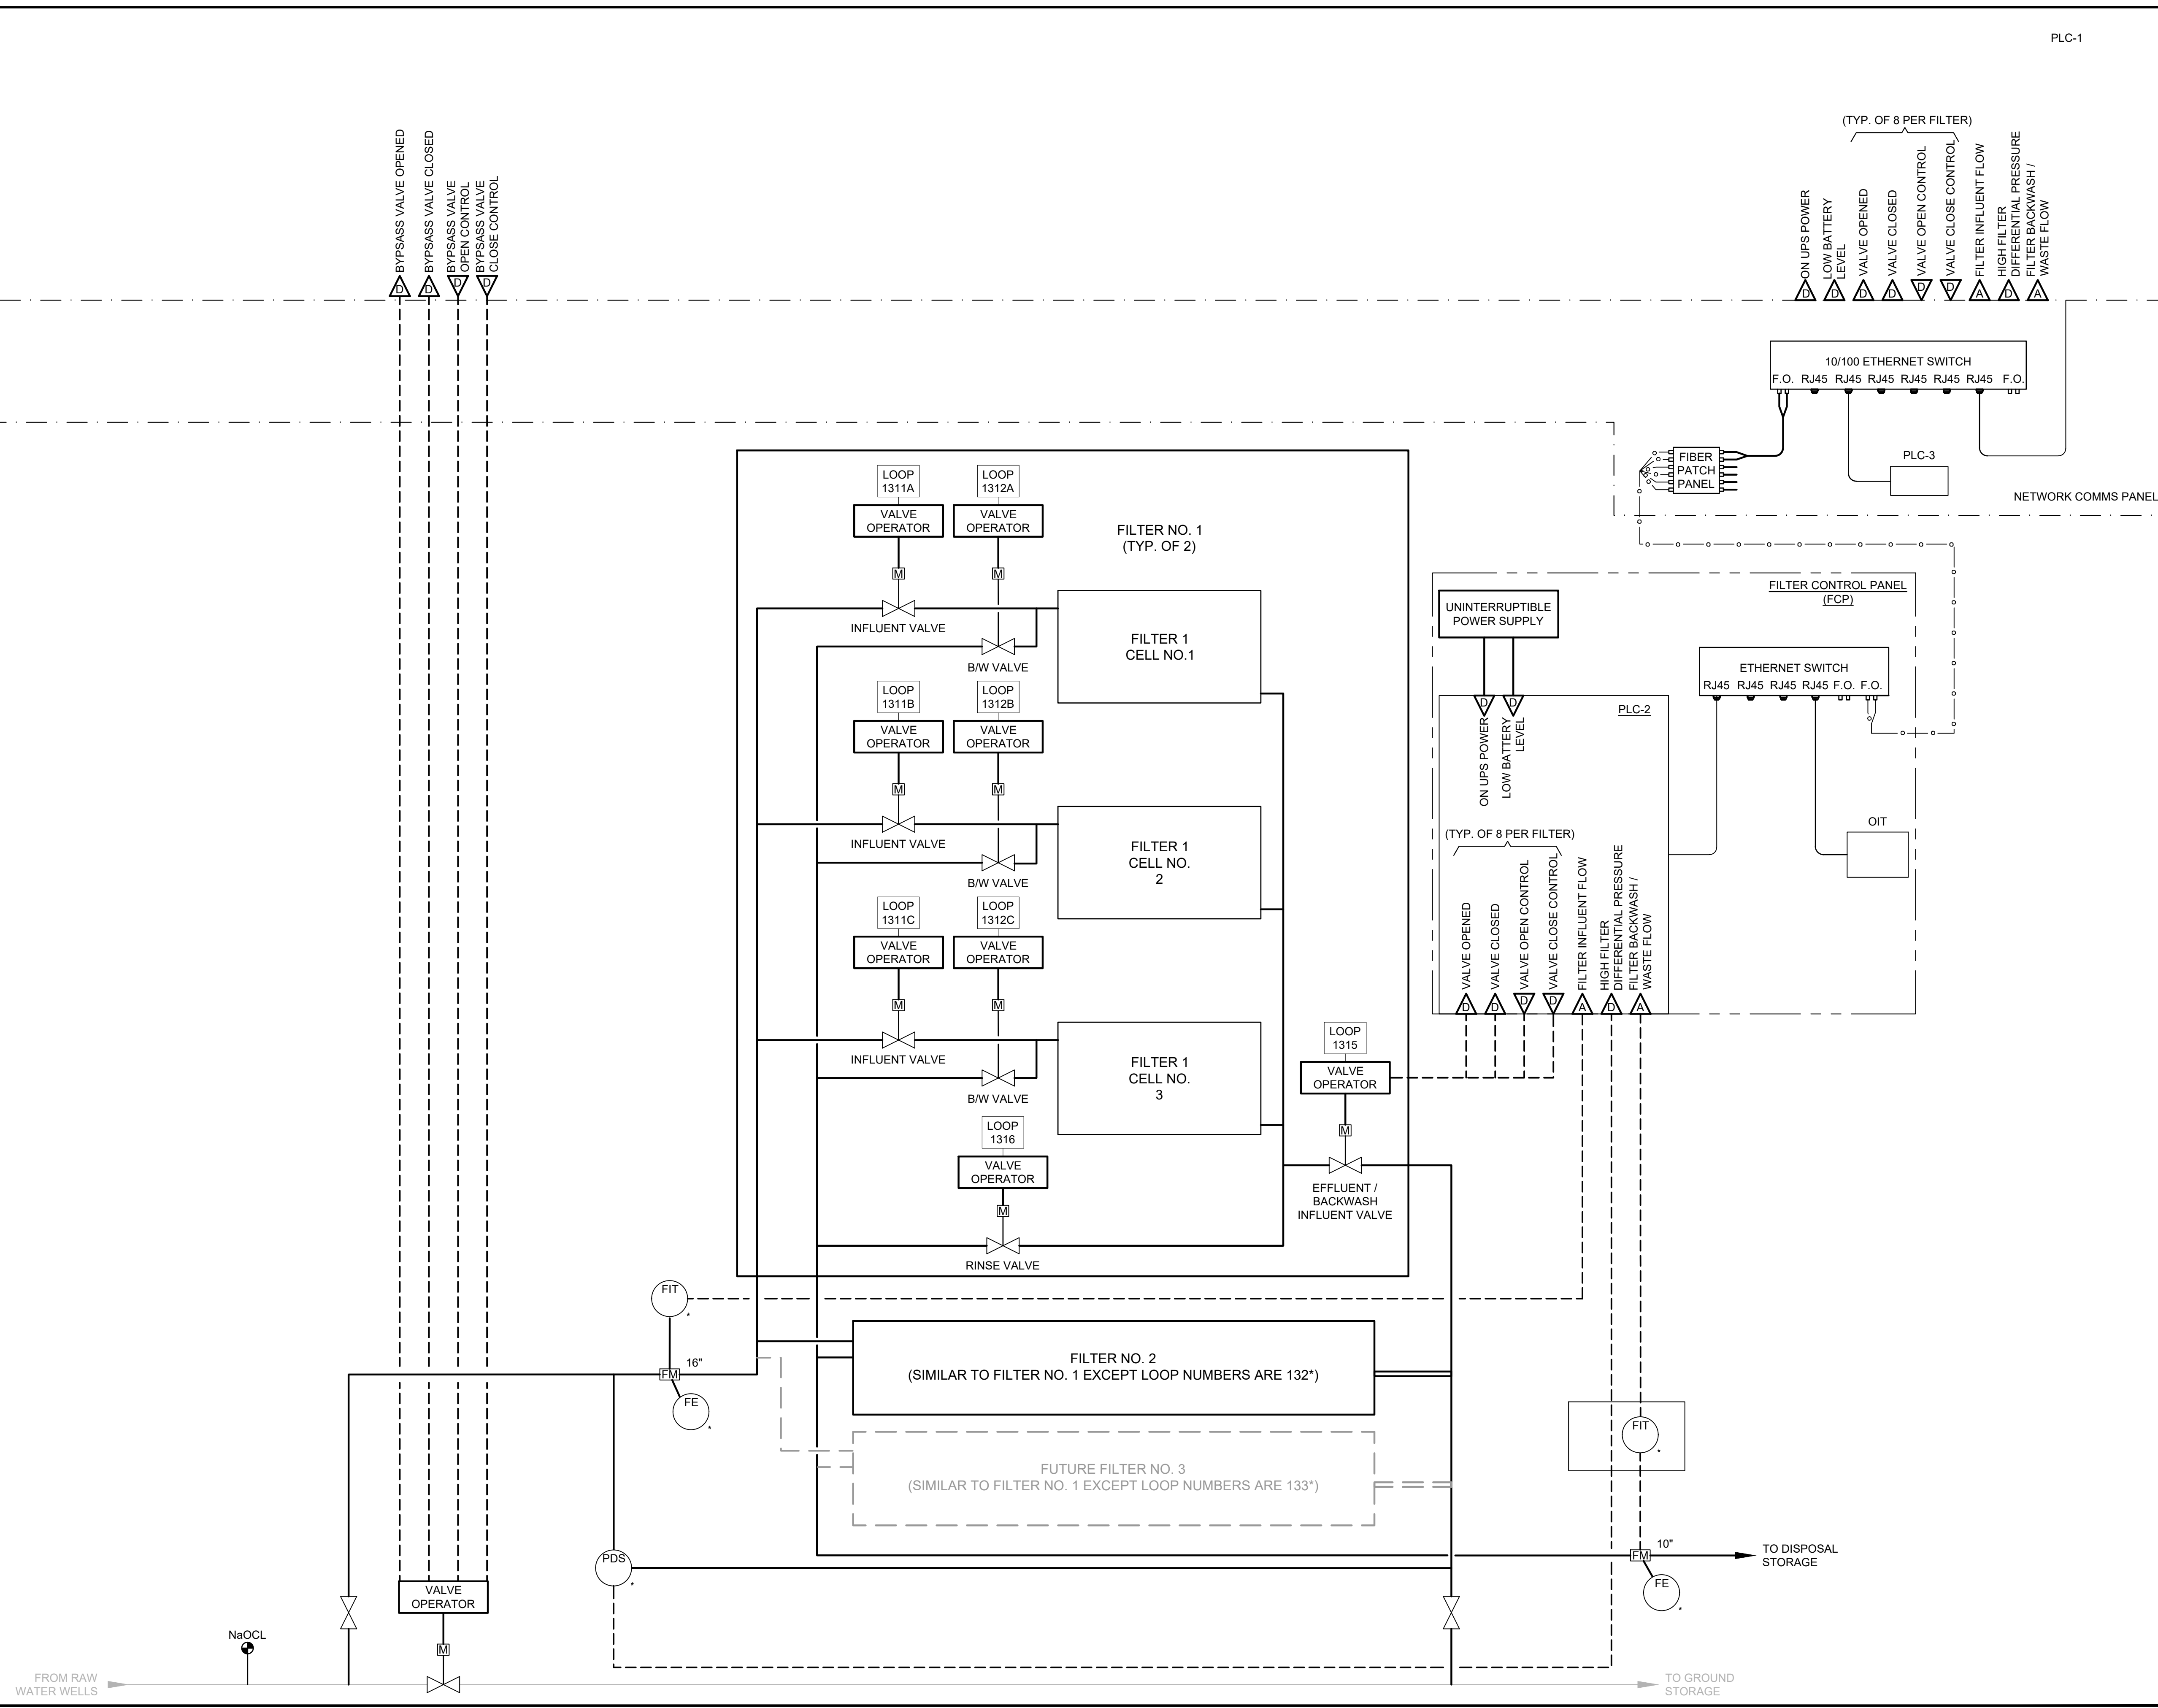 PLC-1
(TYP. OF 8 PER FILTER)
BYPSASS VALVE OPENED
BYPSASS VALVE CLOSED
BYPSASS VALVE
OPEN CONTROL
BYPSASS VALVE
CLOSE CONTROL
D
D
D
D
ON UPS POWER
LOW BATTERY
LEVEL
VALVE OPENED
VALVE CLOSED
VALVE OPEN CONTROL
VALVE CLOSE CONTROL
FILTER INFLUENT FLOW
HIGH FILTER
DIFFERENTIAL PRESSURE
FILTER BACKWASH /
WASTE FLOW
D
D
D
D
D
D
A
D
A
10/100 ETHERNET SWITCH
F.O. RJ45 RJ45 RJ45 RJ45 RJ45 RJ45 F.O.
FIBER
PATCH
PANEL
PLC-3
NETWORK COMMS PANEL
LOOP
1311A
LOOP
1312A
VALVE
OPERATOR
VALVE
OPERATOR
FILTER NO. 1
(TYP. OF 2)
M
M
INFLUENT VALVE
B/W VALVE
FILTER 1
CELL NO.1
LOOP
1311B
LOOP
1312B
VALVE
OPERATOR
VALVE
OPERATOR
M
M
INFLUENT VALVE
B/W VALVE
FILTER 1
CELL NO.
2
LOOP
1311C
LOOP
1312C
VALVE
OPERATOR
VALVE
OPERATOR
M
M
INFLUENT VALVE
B/W VALVE
FILTER 1
CELL NO.
3
LOOP
1316
VALVE
OPERATOR
M
RINSE VALVE
LOOP
1315
VALVE
OPERATOR
M
EFFLUENT /
BACKWASH
INFLUENT VALVE
FILTER CONTROL PANEL
(FCP)
UNINTERRUPTIBLE
POWER SUPPLY
D
D
ON UPS POWER
LOW BATTERY
LEVEL
PLC-2
ETHERNET SWITCH
RJ45 RJ45 RJ45 RJ45 F.O. F.O.
OIT
(TYP. OF 8 PER FILTER)
VALVE OPENED
VALVE CLOSED
VALVE OPEN CONTROL
VALVE CLOSE CONTROL
FILTER INFLUENT FLOW
HIGH FILTER
DIFFERENTIAL PRESSURE
FILTER BACKWASH /
WASTE FLOW
D
D
D
D
A
D
A
FIT
*
16"
FM
FE
*
FILTER NO. 2
(SIMILAR TO FILTER NO. 1 EXCEPT LOOP NUMBERS ARE 132*)
FUTURE FILTER NO. 3
(SIMILAR TO FILTER NO. 1 EXCEPT LOOP NUMBERS ARE 133*)
FIT
*
10"
FM
FE
*
TO DISPOSAL
STORAGE
PDS
*
VALVE
OPERATOR
M
NaOCL
FROM RAW
WATER WELLS
TO GROUND
STORAGE